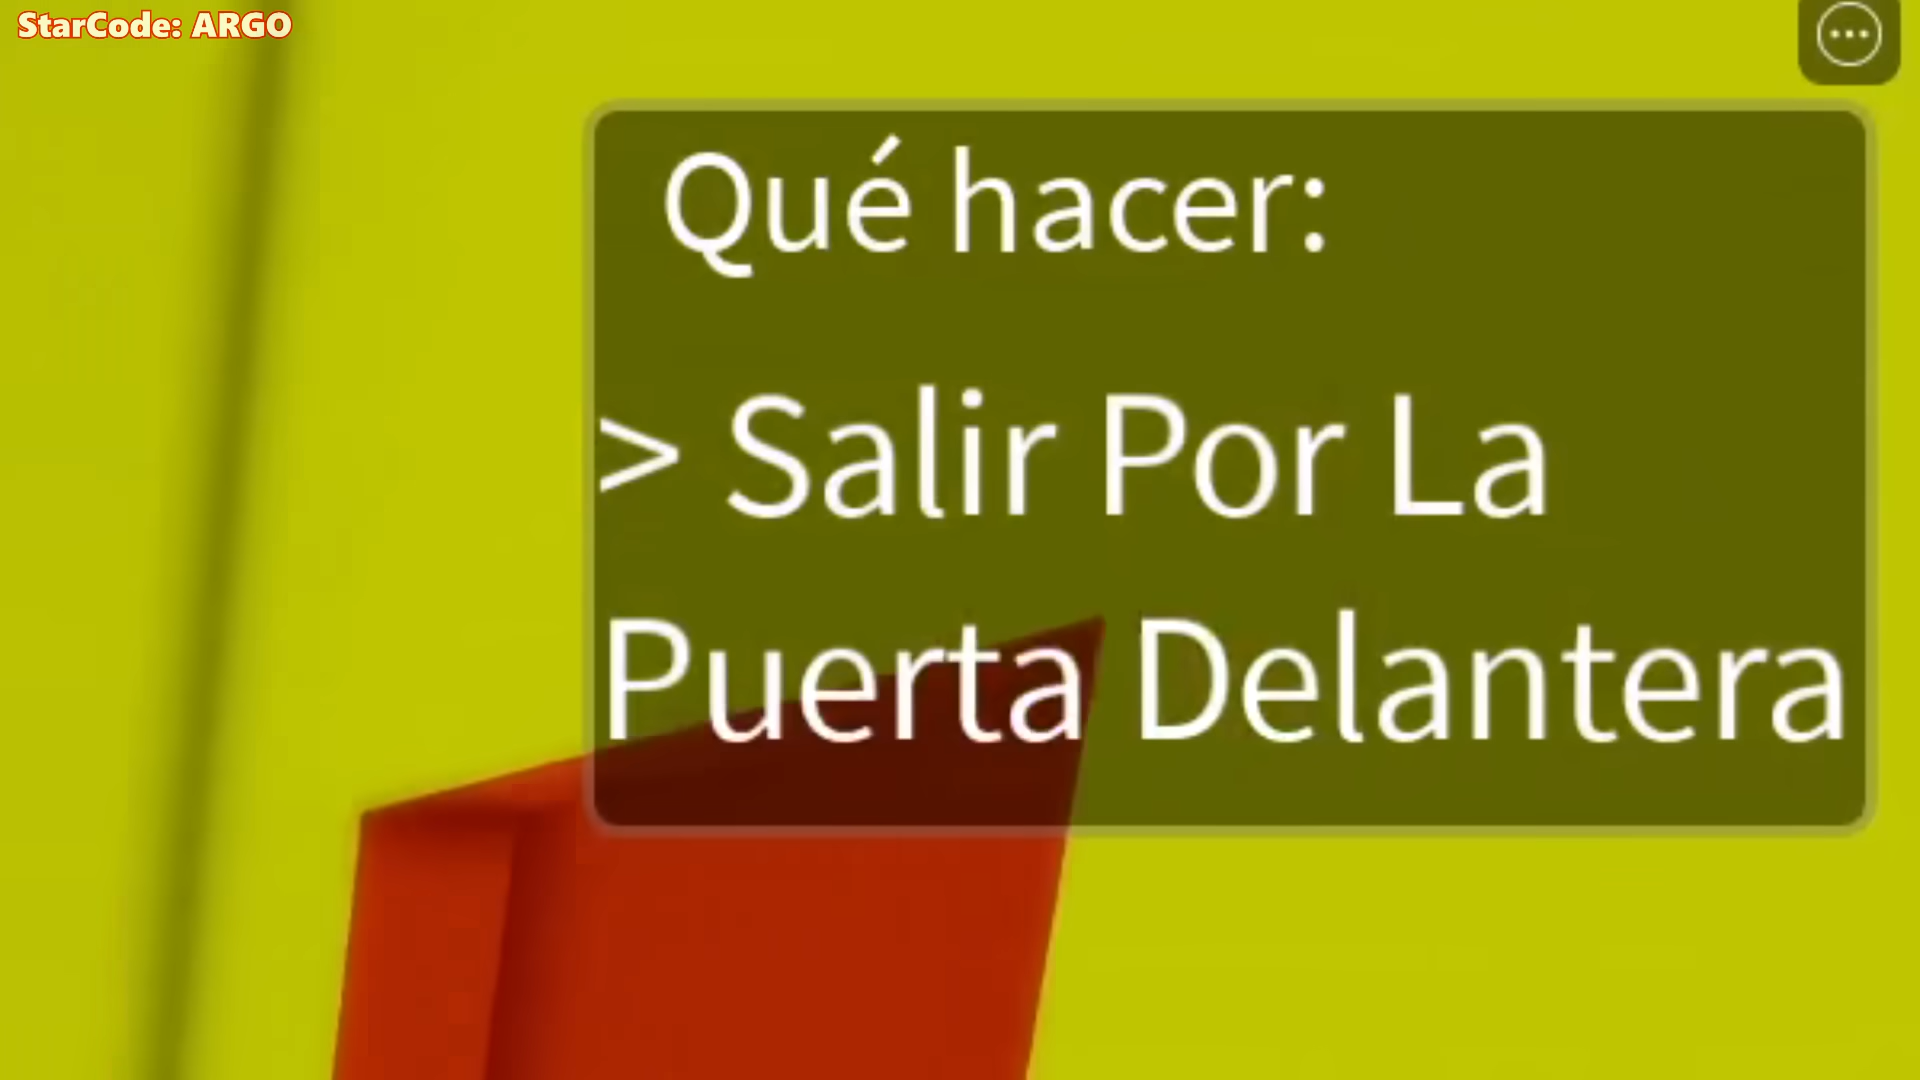 StarCode: ARGO
Qué hacer:
> Salir Por La
Puerta Delantera